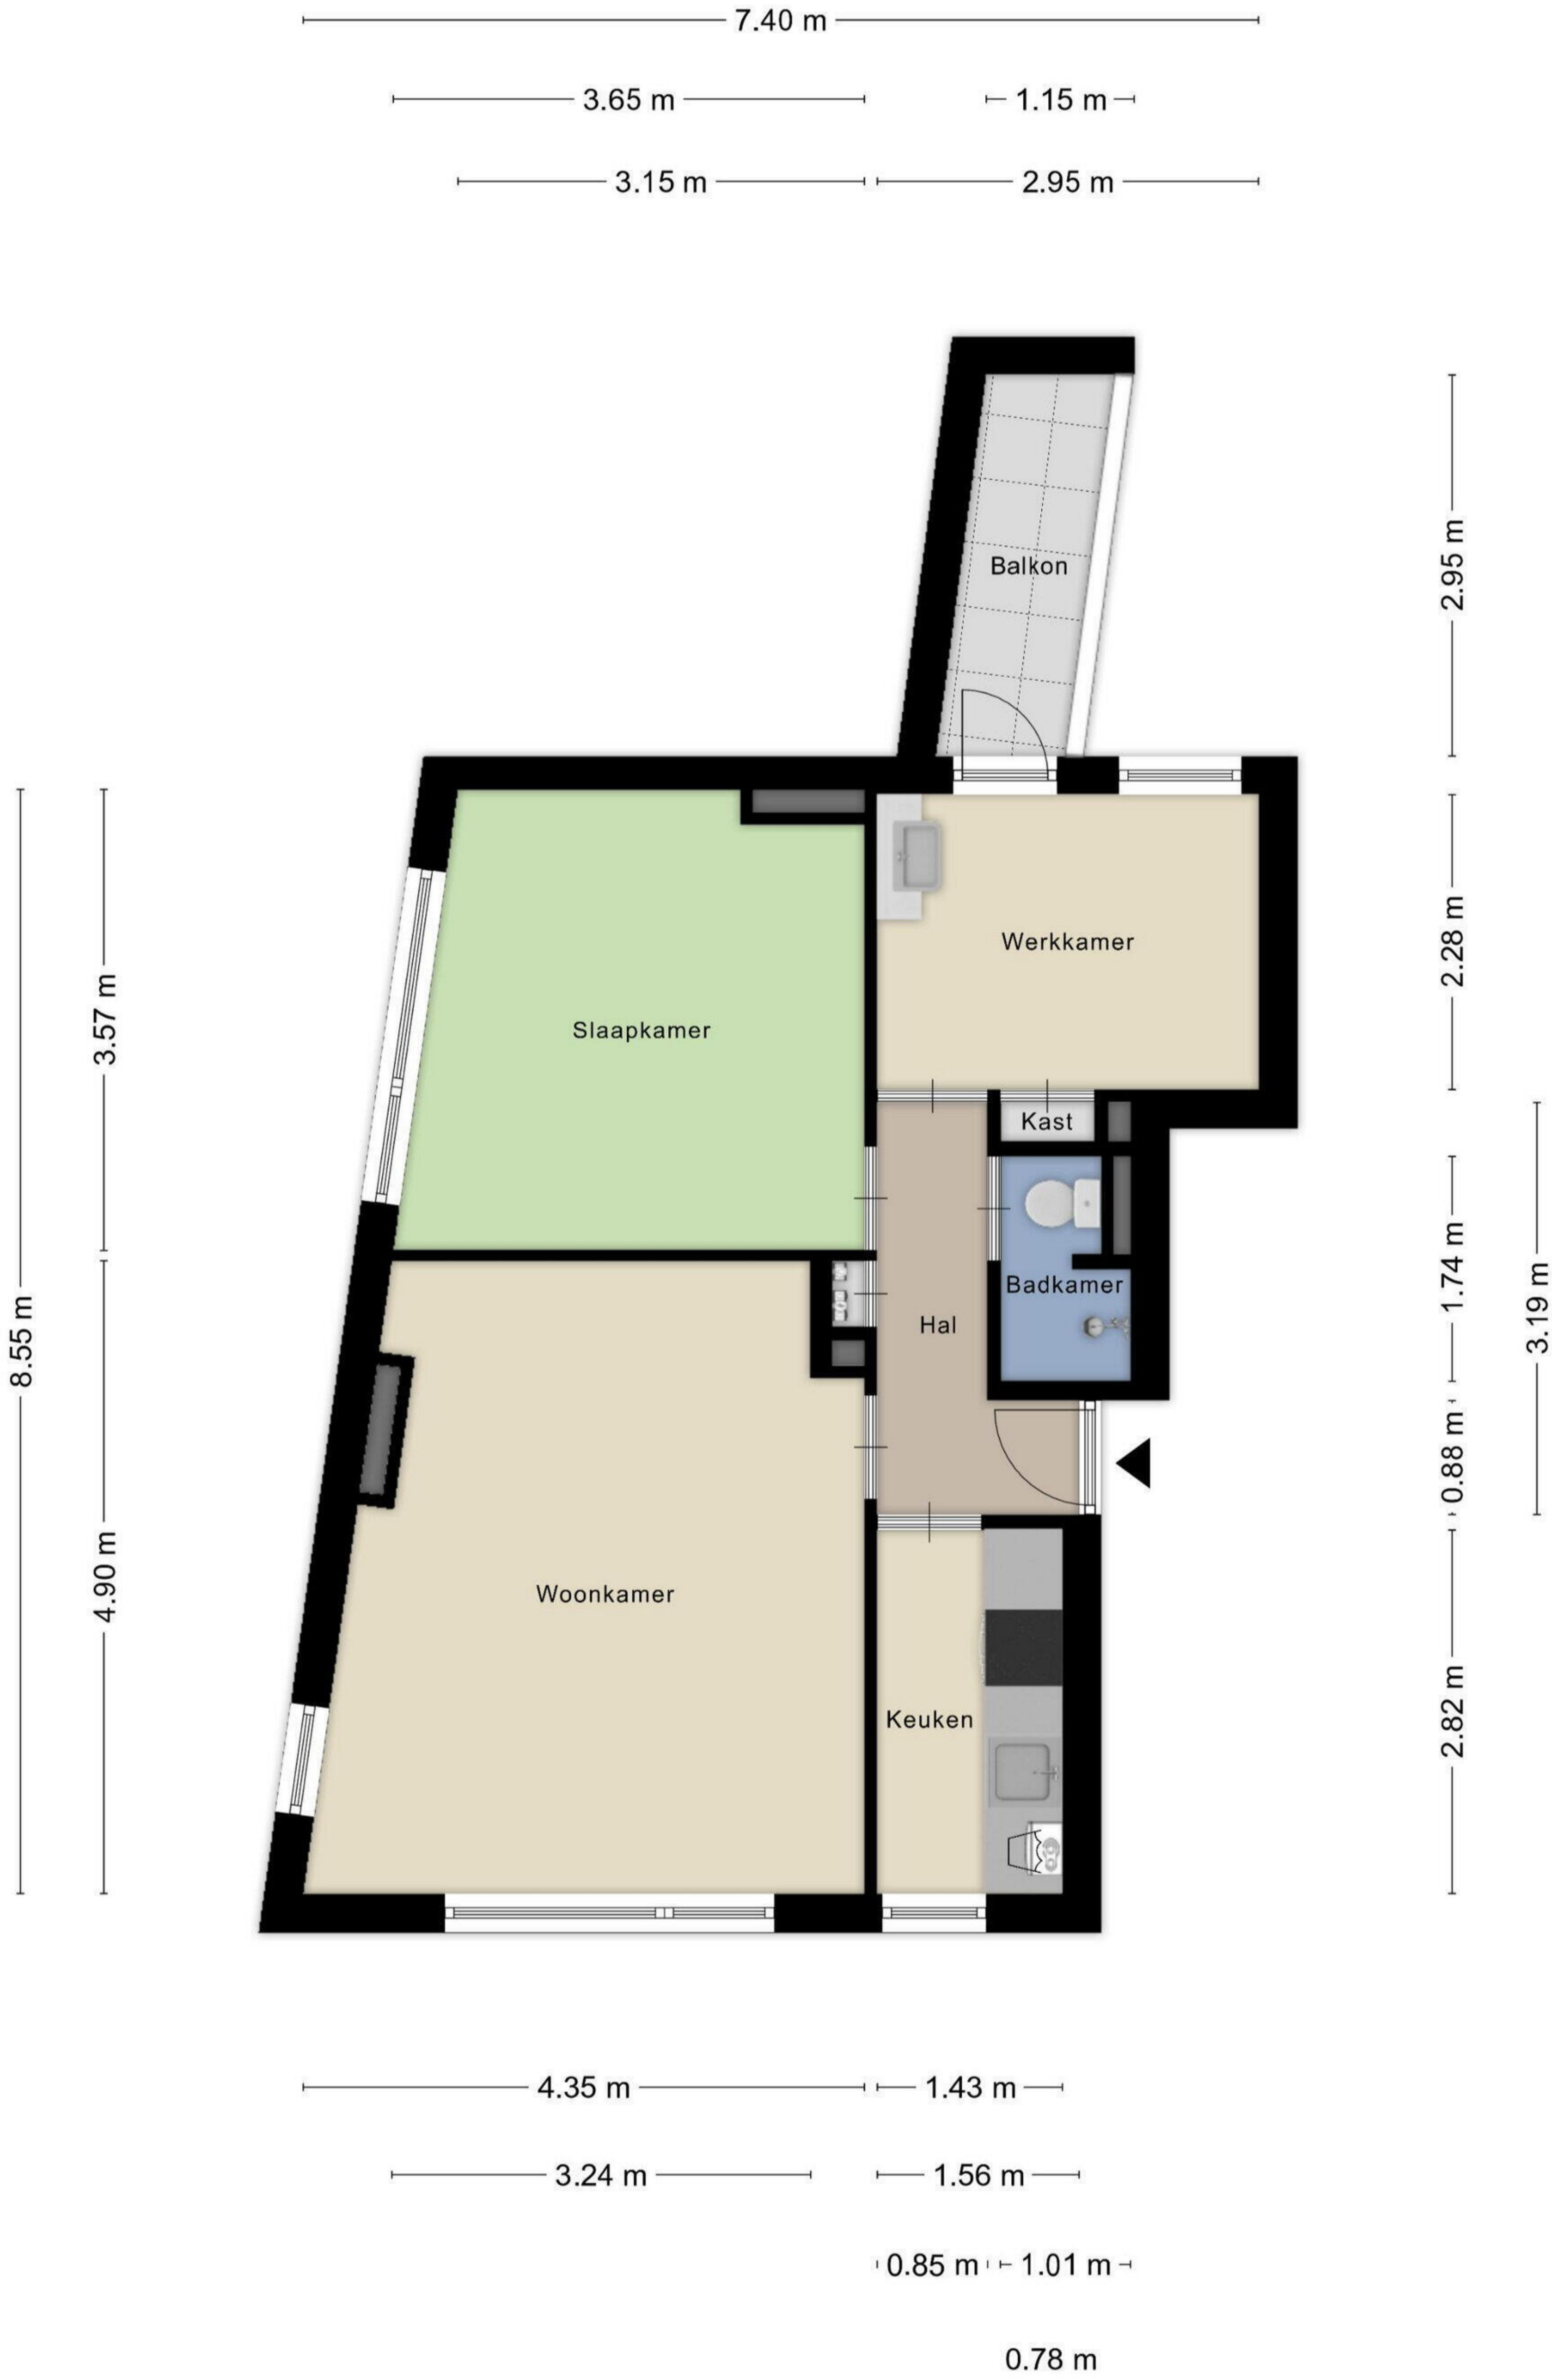 7.40 m
3.65 m
1.15 m
3.15 m
2.95 m
2.95 m
Balkon
2.28 m
Werkkamer
3.57 m
Slaapkamer
Kast
1.74 m
Badkamer
3.19 m
Hal
8.55 m
0.88 m
4.90 m
Woonkamer
Keuken
2.82 m
4.35 m
1.43 m
3.24 m
1.56 m
0.85 m
1.01 m
0.78 m